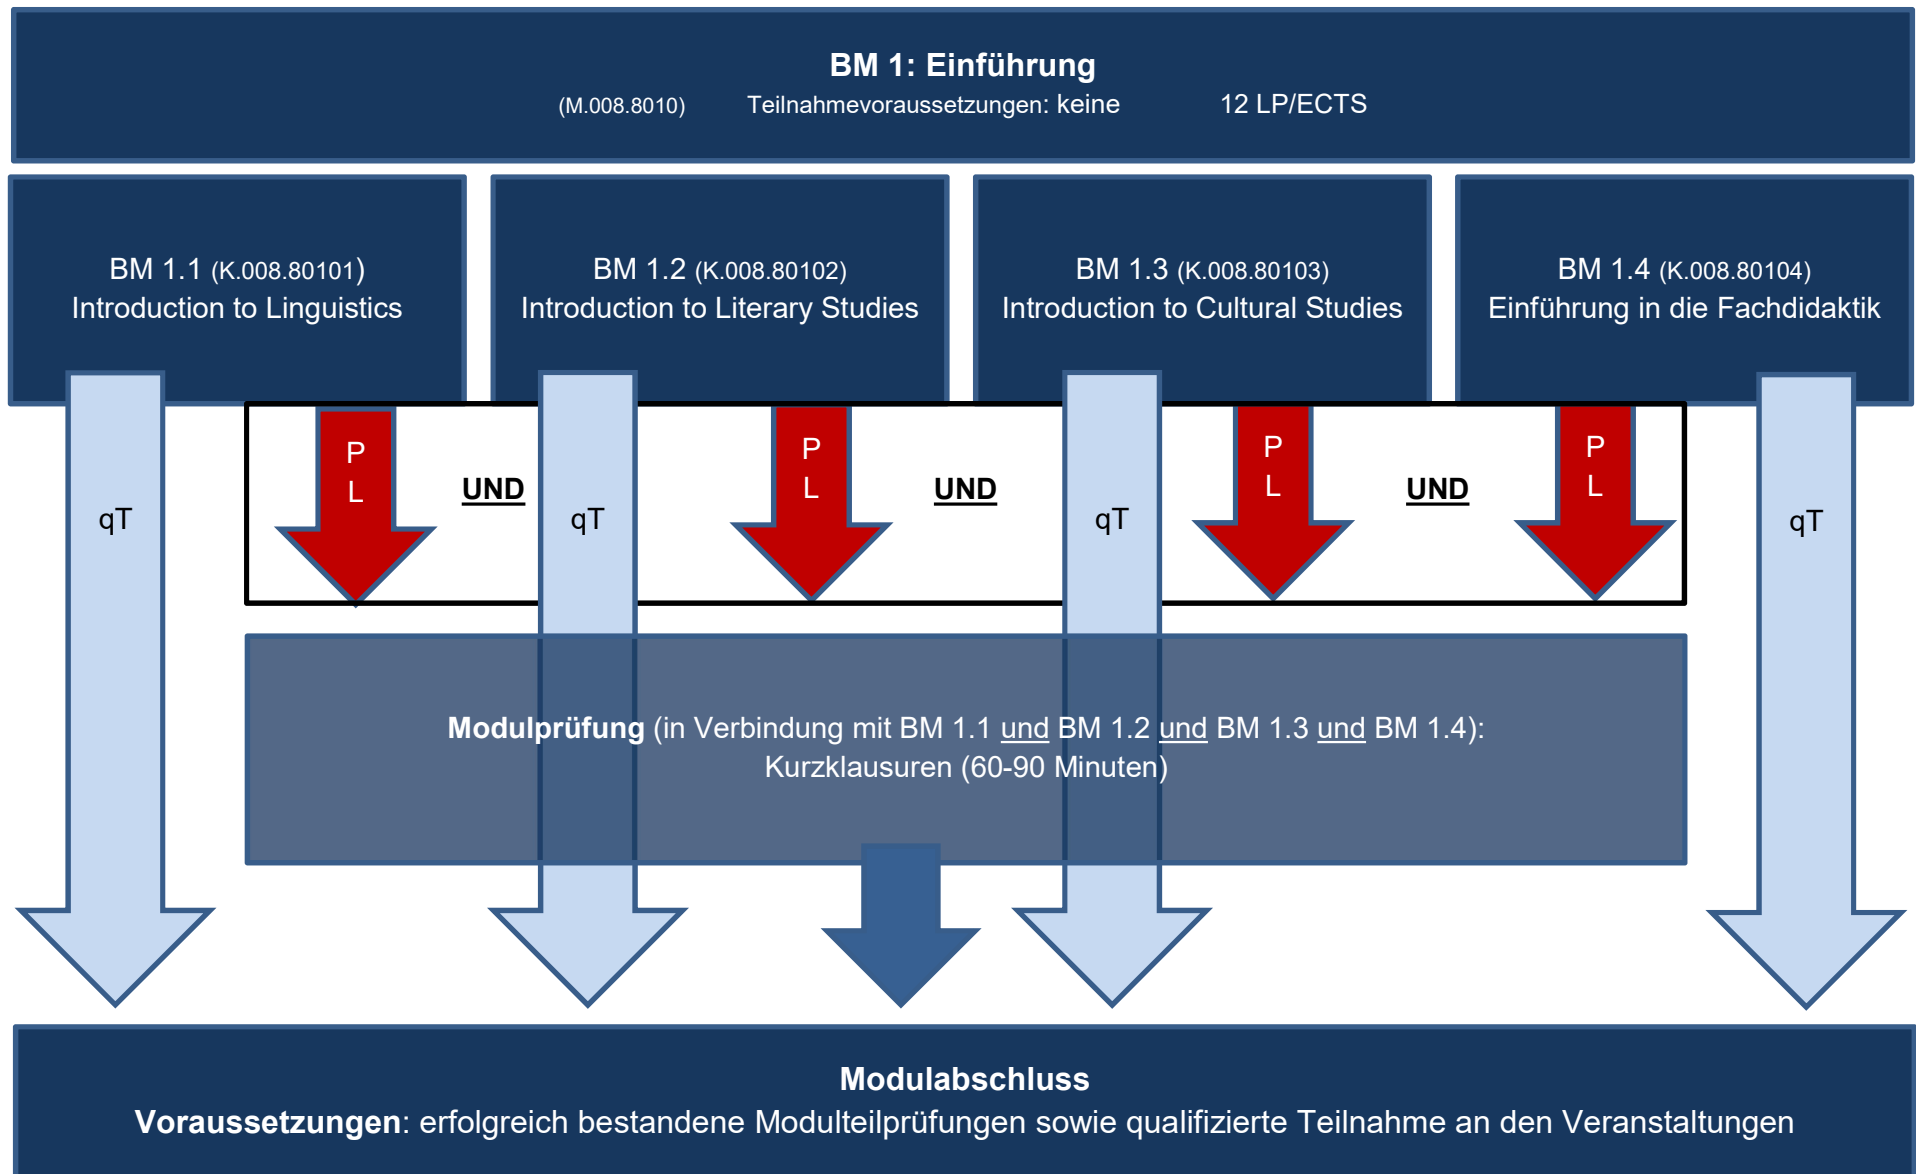 BM 1: Einführung
(M.008.8010) Teilnahmevoraussetzungen: keine 12 LP/ECTS
BM 1.1 (K.008.80101)
Introduction to Linguistics
BM 1.2 (K.008.80102)
Introduction to Literary Studies
BM 1.3 (K.008.80103)
Introduction to Cultural Studies
BM 1.4 (K.008.80104)
Einführung in die Fachdidaktik
qT
P
L
UND
qT
P
L
UND
qT
P
L
UND
P
L
qT
Modulprüfung (in Verbindung mit BM 1.1 und BM 1.2 und BM 1.3 und BM 1.4):
Kurzklausuren (60-90 Minuten)
Modulabschluss
Voraussetzungen: erfolgreich bestandene Modulteilprüfungen sowie qualifizierte Teilnahme an den Veranstaltungen